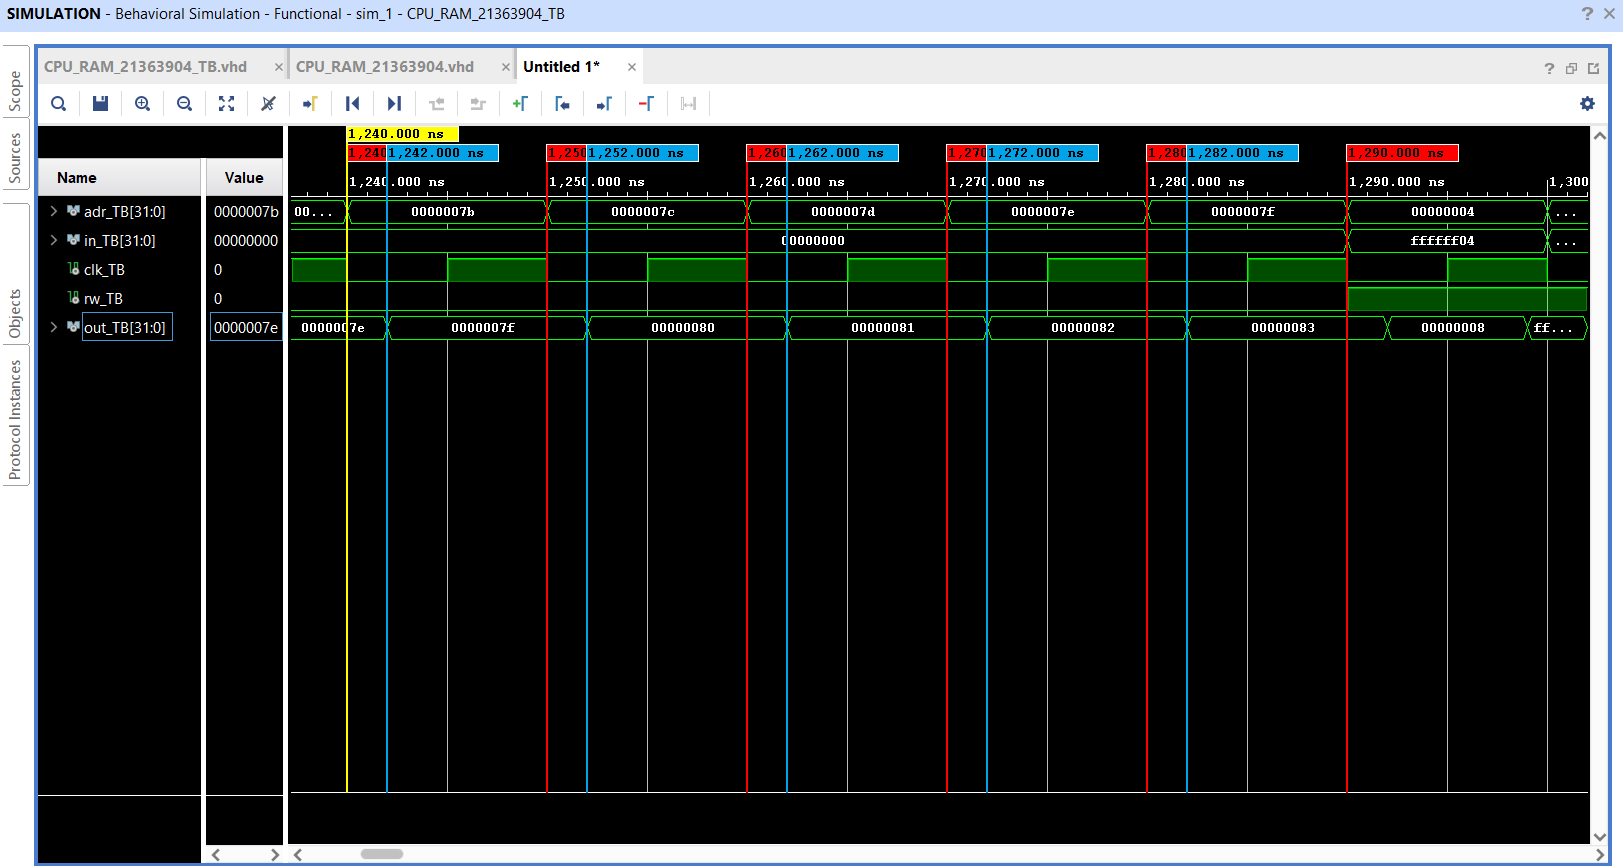 SIMULATION - Behavioral Simulation - Functional - sim_1 - CPU_RAM_21363904_TB
Scope
Sources
Objects
Protocol Instances
CPU_RAM_21363904_TB.vhd
CPU_RAM_21363904.vhd
Untitled 1*
1,240.000 ns
1,240 1,242.000 ns 1,250 1,252.000 ns 1,260 1,262.000 ns 1,270 1,272.000 ns 1,280 1,282.000 ns 1,290.000 ns
Name Value
1,240.000 ns 1,250.000 ns 1,260.000 ns 1,270.000 ns 1,280.000 ns 1,290.000 ns 1,300
adr_TB[31:0] 0000007b 00... 0000007b 0000007c 0000007d 0000007e 0000007f 00000004 ...
in_TB[31:0] 00000000 00000000 ffffff04 ...
clk_TB 0
rw_TB 0
out_TB[31:0] 0000007e 0000007e 0000007f 00000080 00000081 00000082 00000083 00000008 ff...